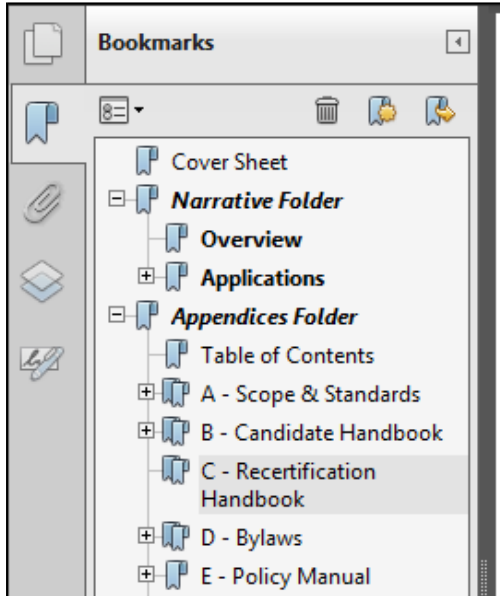 Bookmarks
Cover Sheet
Narrative Folder
Overview
Applications
Appendices Folder
Table of Contents
A - Scope & Standards
B - Candidate Handbook
C - Recertification
Handbook
D - Bylaws
E - Policy Manual